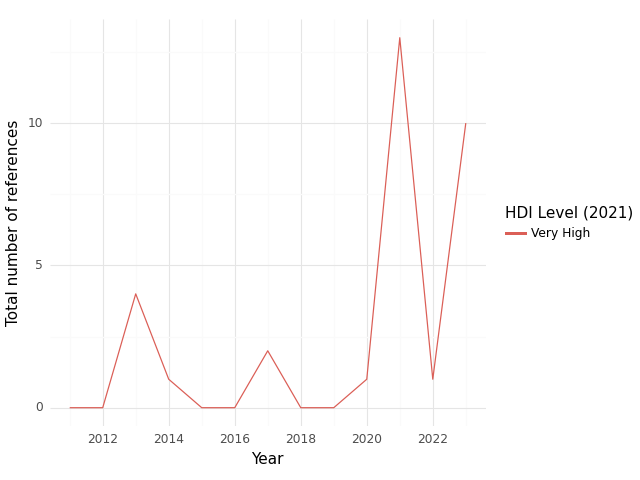 Total number of references
10
5
0
2012 2014 2016 2018 2020 2022
Year
HDI Level (2021)
Very High